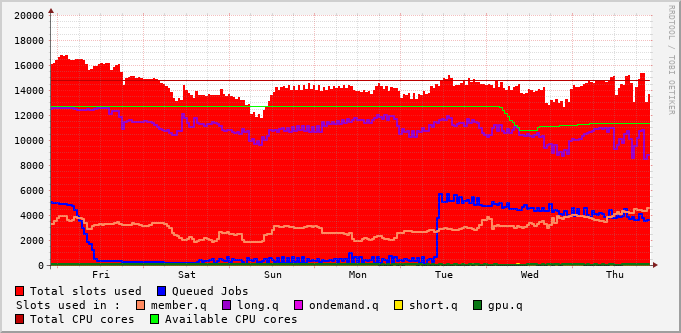 RRDTOOL / TOBI OETIKER
20000
18000
16000
14000
12000
10000
8000
6000
4000
2000
0
Fri Sat Sun Mon Tue Wed Thu
Total slots used Queued Jobs
Slots used in : member.q long.q ondemand.q short.q gpu.q
Total CPU cores Available CPU cores